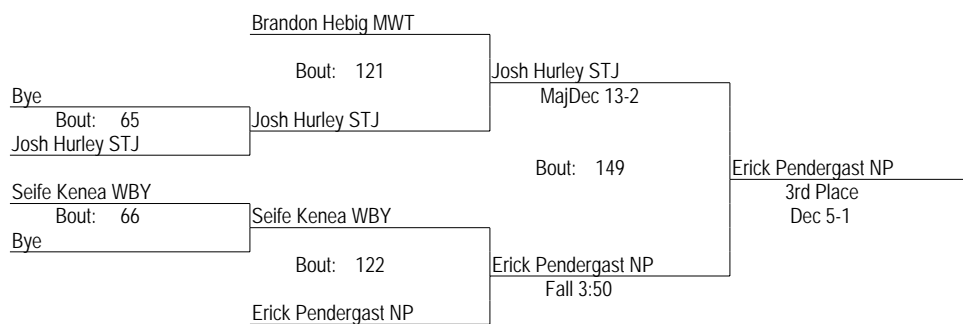 Brandon Hebig MWT
Bout: 121
Josh Hurley STJ
MajDec 13-2
Bye
Bout: 65
Josh Hurley STJ
Josh Hurley STJ
Bout: 149
Erick Pendergast NP
3rd Place
Dec 5-1
Seife Kenea WBY
Bout: 66
Seife Kenea WBY
Bye
Bout: 122
Erick Pendergast NP
Fall 3:50
Erick Pendergast NP